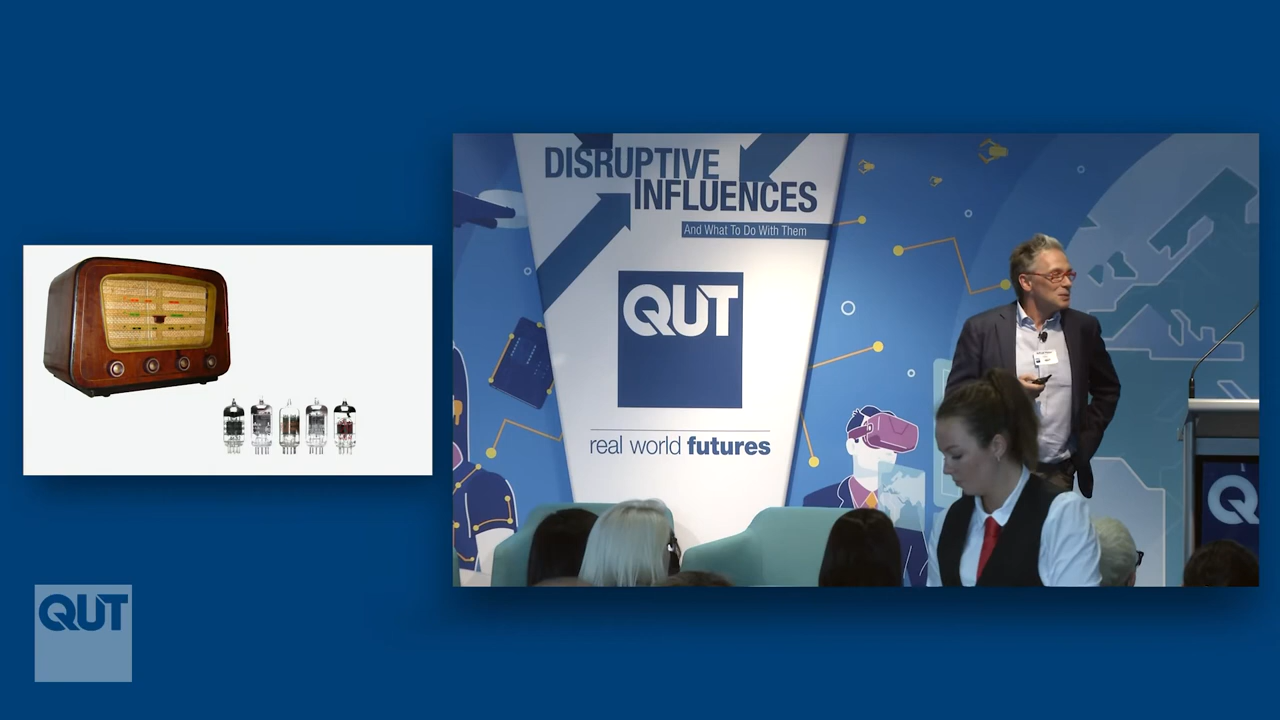 DISRUPTIVE
INFLUENCES
And What To Do With Them
QUT
real world futures
Q
QUT